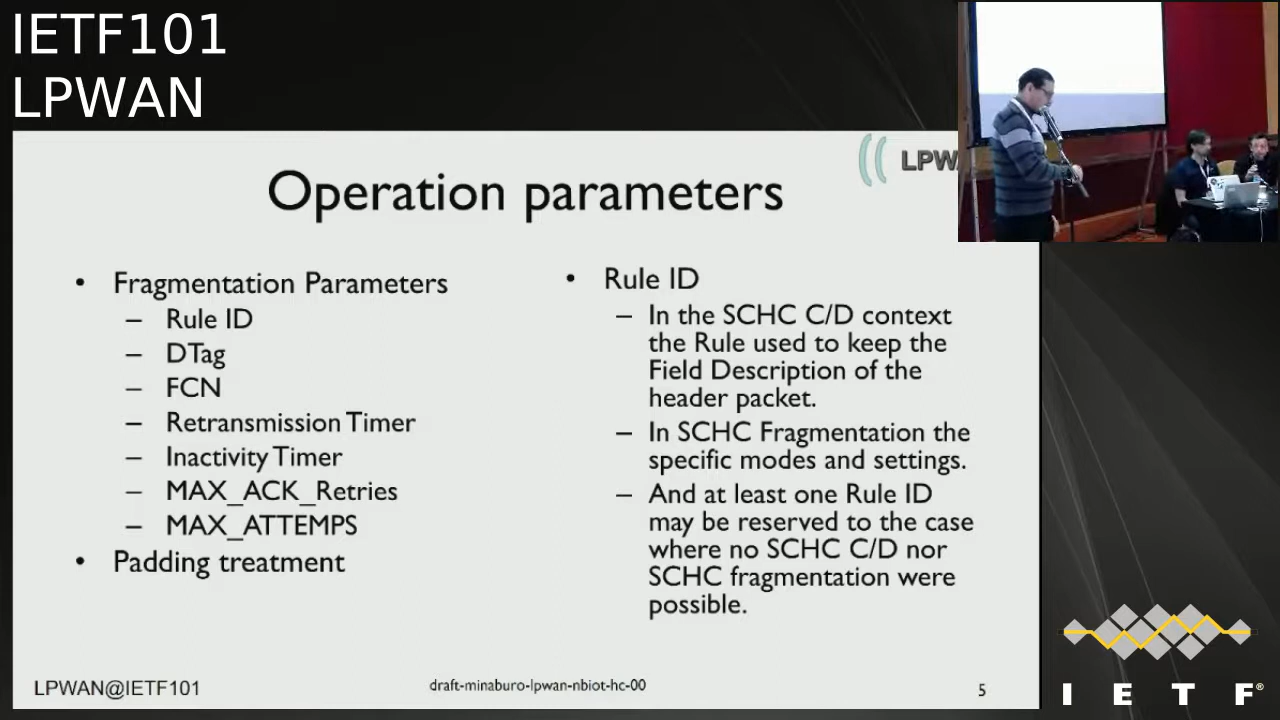 IETF101
LPWAN
LPW
Operation parameters
• Fragmentation Parameters
– Rule ID
– DTag
– FCN
– Retransmission Timer
– Inactivity Timer
– MAX_ACK_Retries
– MAX_ATTEMPS
• Padding treatment
• Rule ID
– In the SCHC C/D context
the Rule used to keep the
Field Description of the
header packet.
– In SCHC Fragmentation the
specific modes and settings.
– And at least one Rule ID
may be reserved to the case
where no SCHC C/D nor
SCHC fragmentation were
possible.
LPWAN@IETF101
draft-minaburo-lpwan-nbiot-hc-00
5
I E T F®